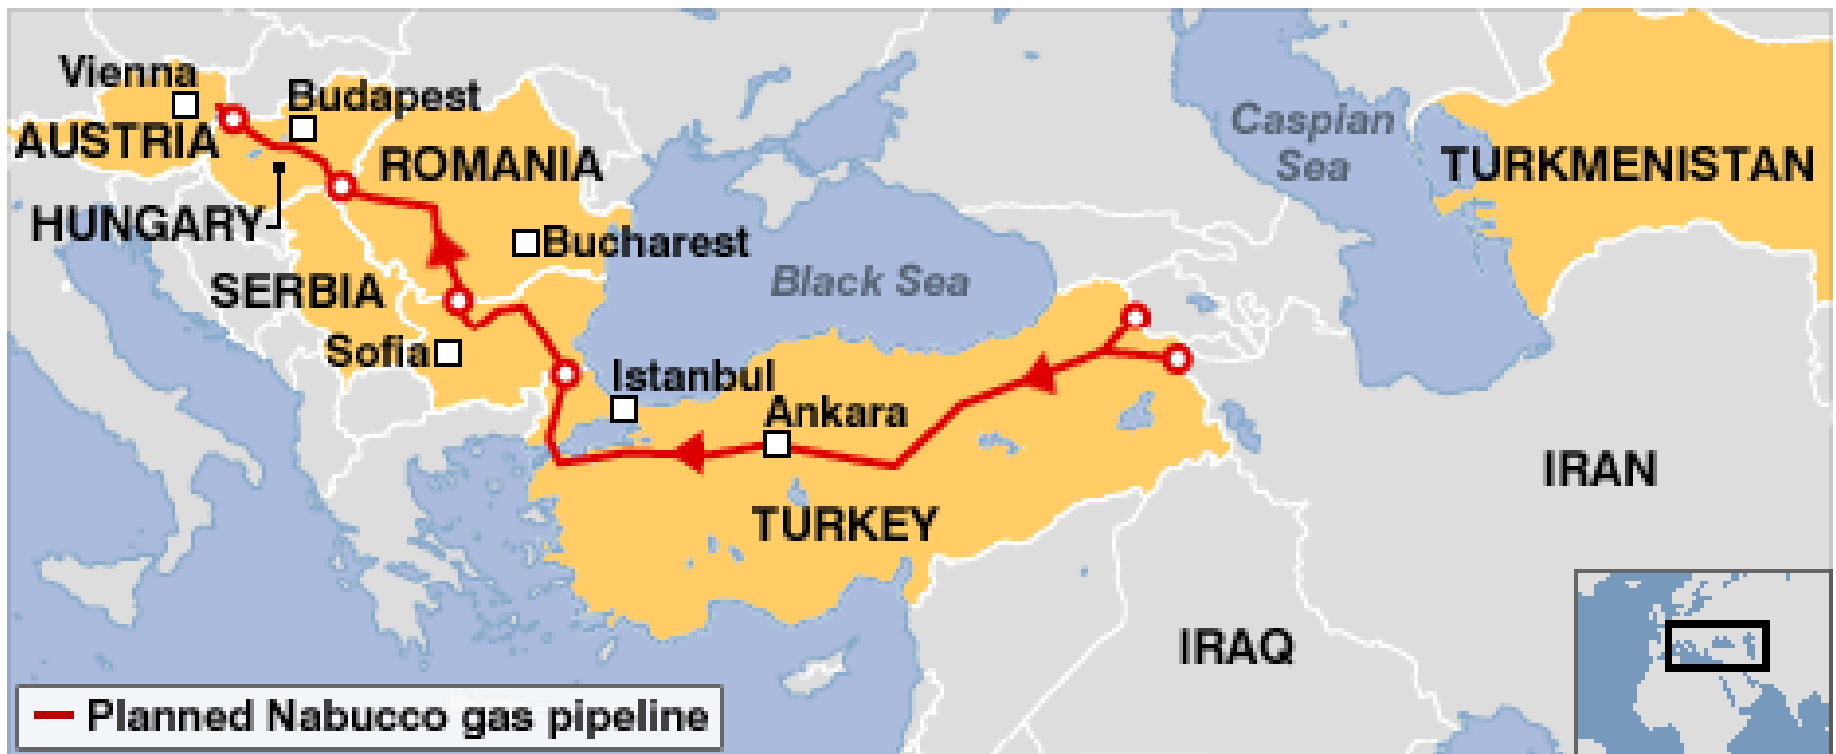 Vienna
Budapest
AUSTRIA
ROMANIA
HUNGARY
Bucharest
SERBIA
Sofia
Black Sea
Caspian
Sea
TURKMENISTAN
Istanbul
Ankara
TURKEY
IRAN
IRAQ
Planned Nabucco gas pipeline